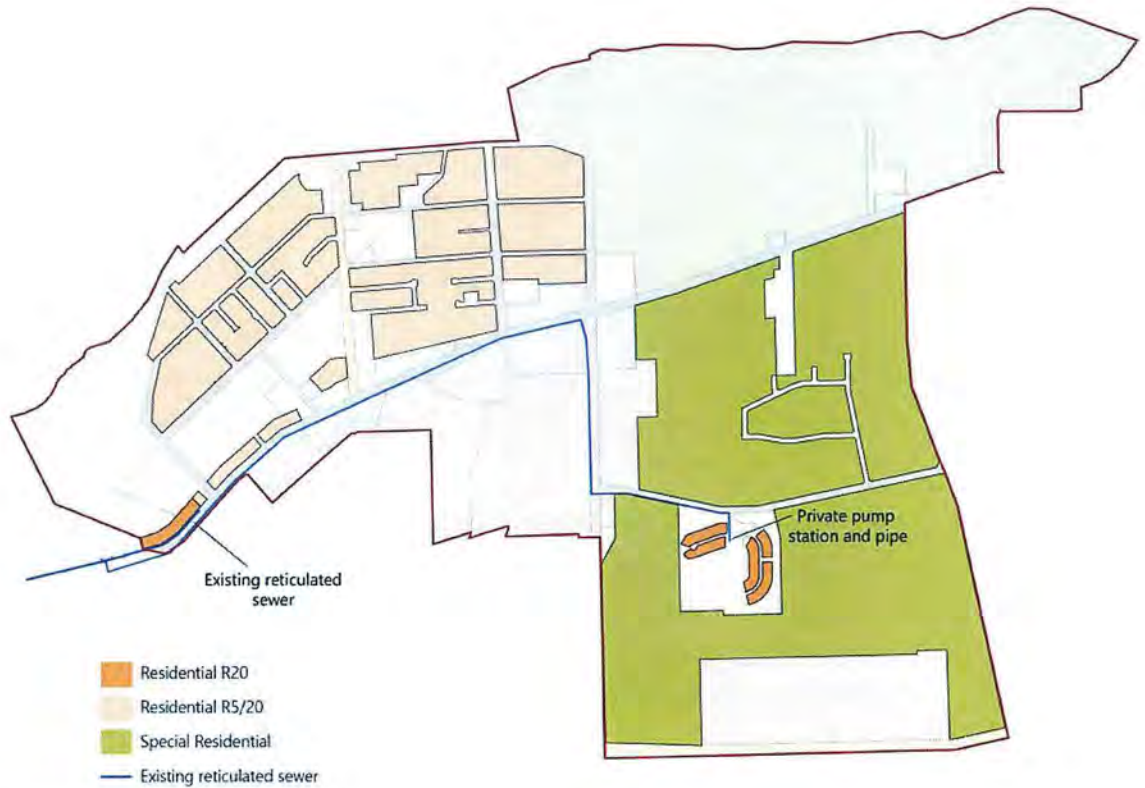 Private pump
station and pipe
Existing reticulated
sewer
Residential R20
Residential R5/20
Special Residential
Existing reticulated sewer